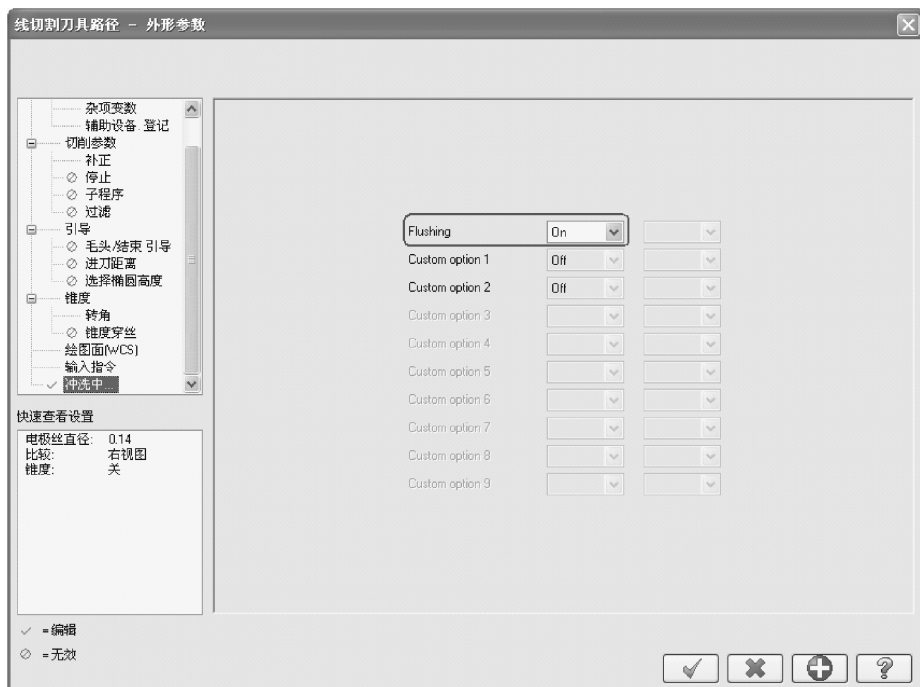 线切割刀具路径 - 外形参数
杂项变数
辅助设备. 登记
切削参数
补正
停止
子程序
过滤
引导
毛头/结束 引导
进刀距离
选择椭圆高度
锥度
转角
锥度穿丝
绘图面(WCS)
输入指令
冲洗中...
快速查看设置
电极丝直径: 0.14
比较: 右视图
锥度: 关
=编辑
=无效
Flushing On
Custom option 1 Off
Custom option 2 Off
Custom option 3
Custom option 4
Custom option 5
Custom option 6
Custom option 7
Custom option 8
Custom option 9